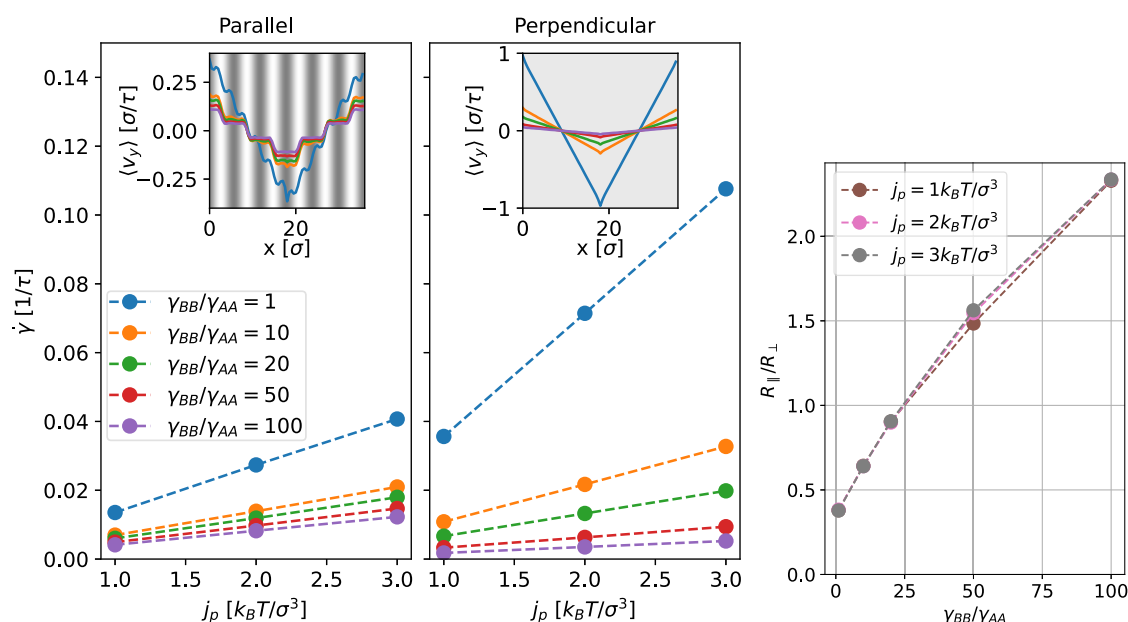 Parallel
Perpendicular
γ̇ [1/τ]
0.14
0.12
0.10
0.08
0.06
0.04
0.02
0.00
⟨v_y⟩ [σ/τ]
0.25
0.00
−0.25
0
20
x [σ]
γ_BB/γ_AA = 1
γ_BB/γ_AA = 10
γ_BB/γ_AA = 20
γ_BB/γ_AA = 50
γ_BB/γ_AA = 100
1.0 1.5 2.0 2.5 3.0
j_p [k_BT/σ³]
⟨v_y⟩ [σ/τ]
1
0
−1
0
20
x [σ]
1.0 1.5 2.0 2.5 3.0
j_p [k_BT/σ³]
R_∥/R_⊥
j_p = 1k_BT/σ³
j_p = 2k_BT/σ³
j_p = 3k_BT/σ³
2.0
1.5
1.0
0.5
0.0
0 25 50 75 100
γ_BB/γ_AA